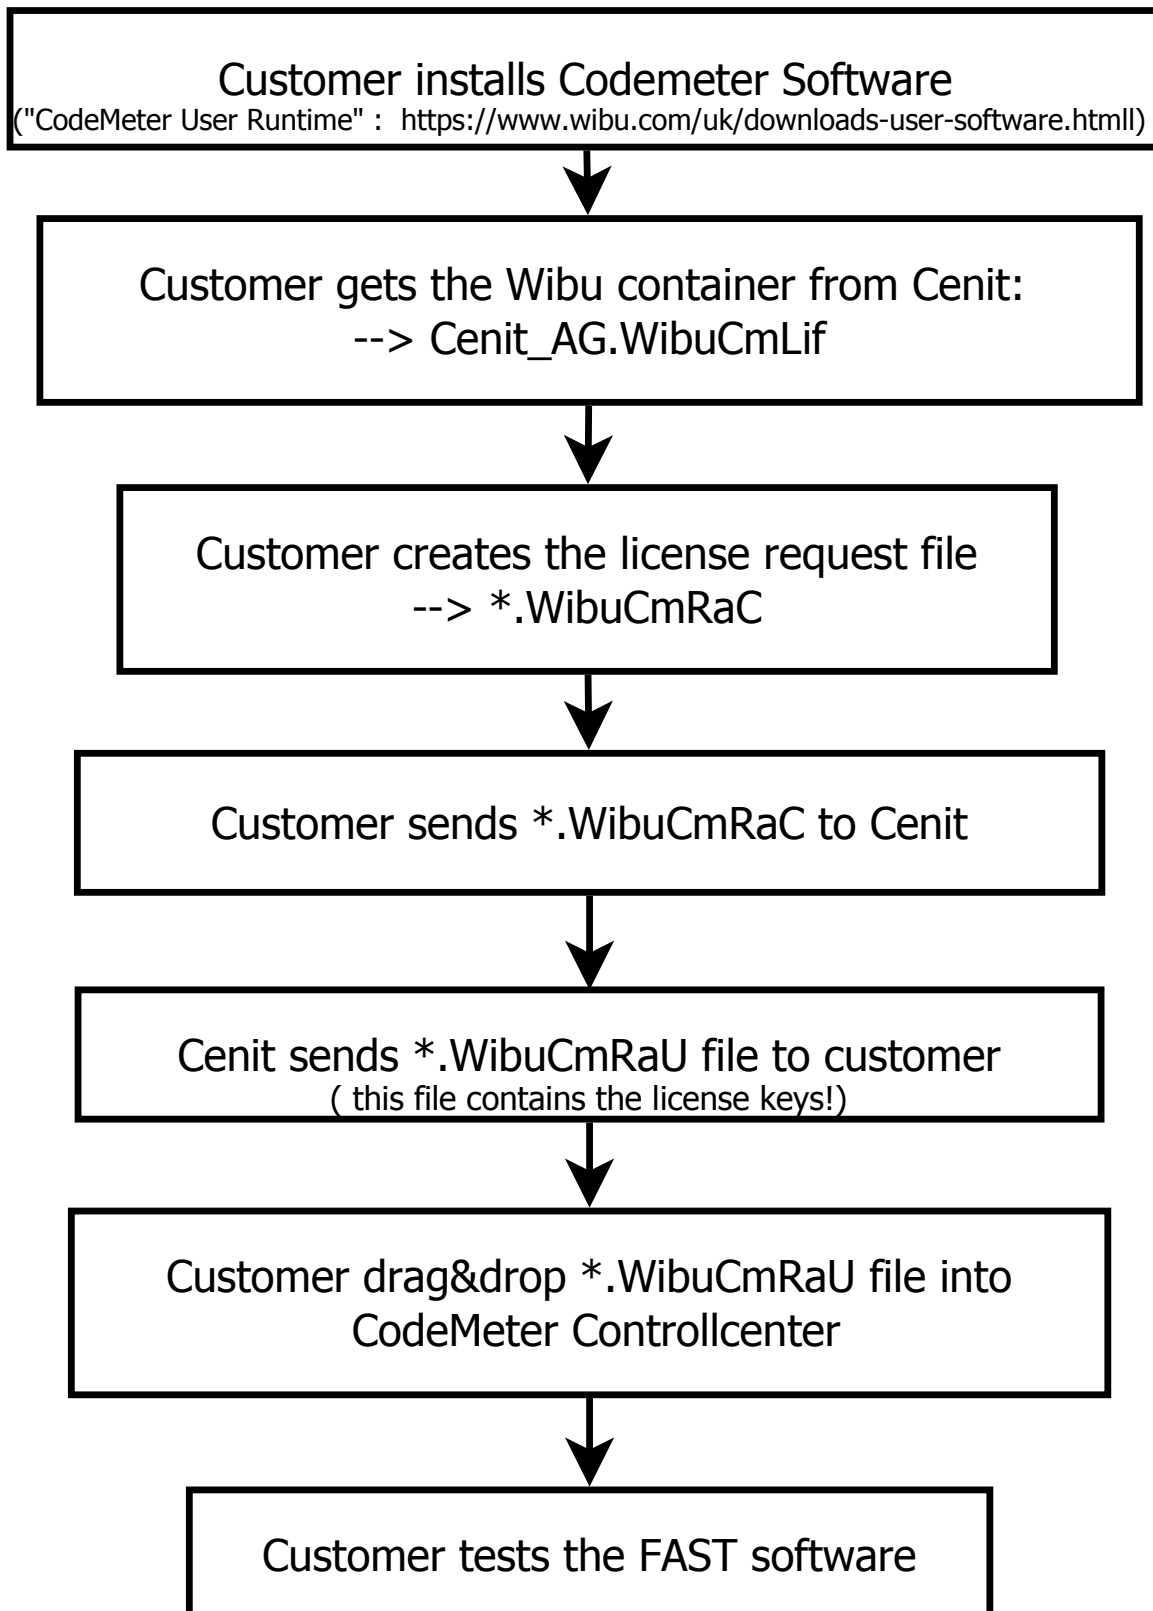 Customer installs Codemeter Software
("CodeMeter User Runtime" :  https://www.wibu.com/uk/downloads-user-software.htmll)
Customer gets the Wibu container from Cenit:
--> Cenit_AG.WibuCmLif
Customer creates the license request file
--> *.WibuCmRaC
Customer sends *.WibuCmRaC to Cenit
Cenit sends *.WibuCmRaU file to customer
( this file contains the license keys!)
Customer drag&drop *.WibuCmRaU file into
CodeMeter Controllcenter
Customer tests the FAST software